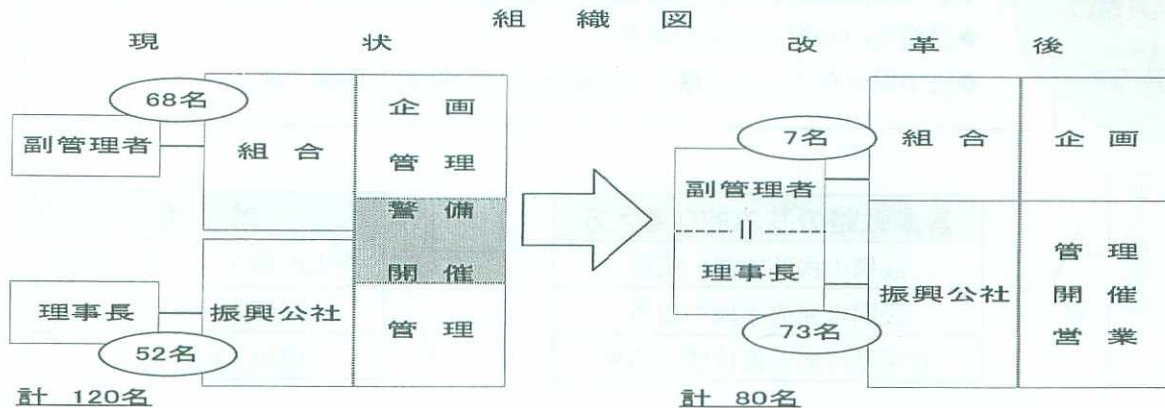 組織図
現状
改革後
68名
副管理者
組合
企画
管理
警備
開催
理事長
振興公社
管理
52名
計 120名
7名
副管理者
||
理事長
組合
企画
振興公社
管理
開催
営業
73名
計 80名